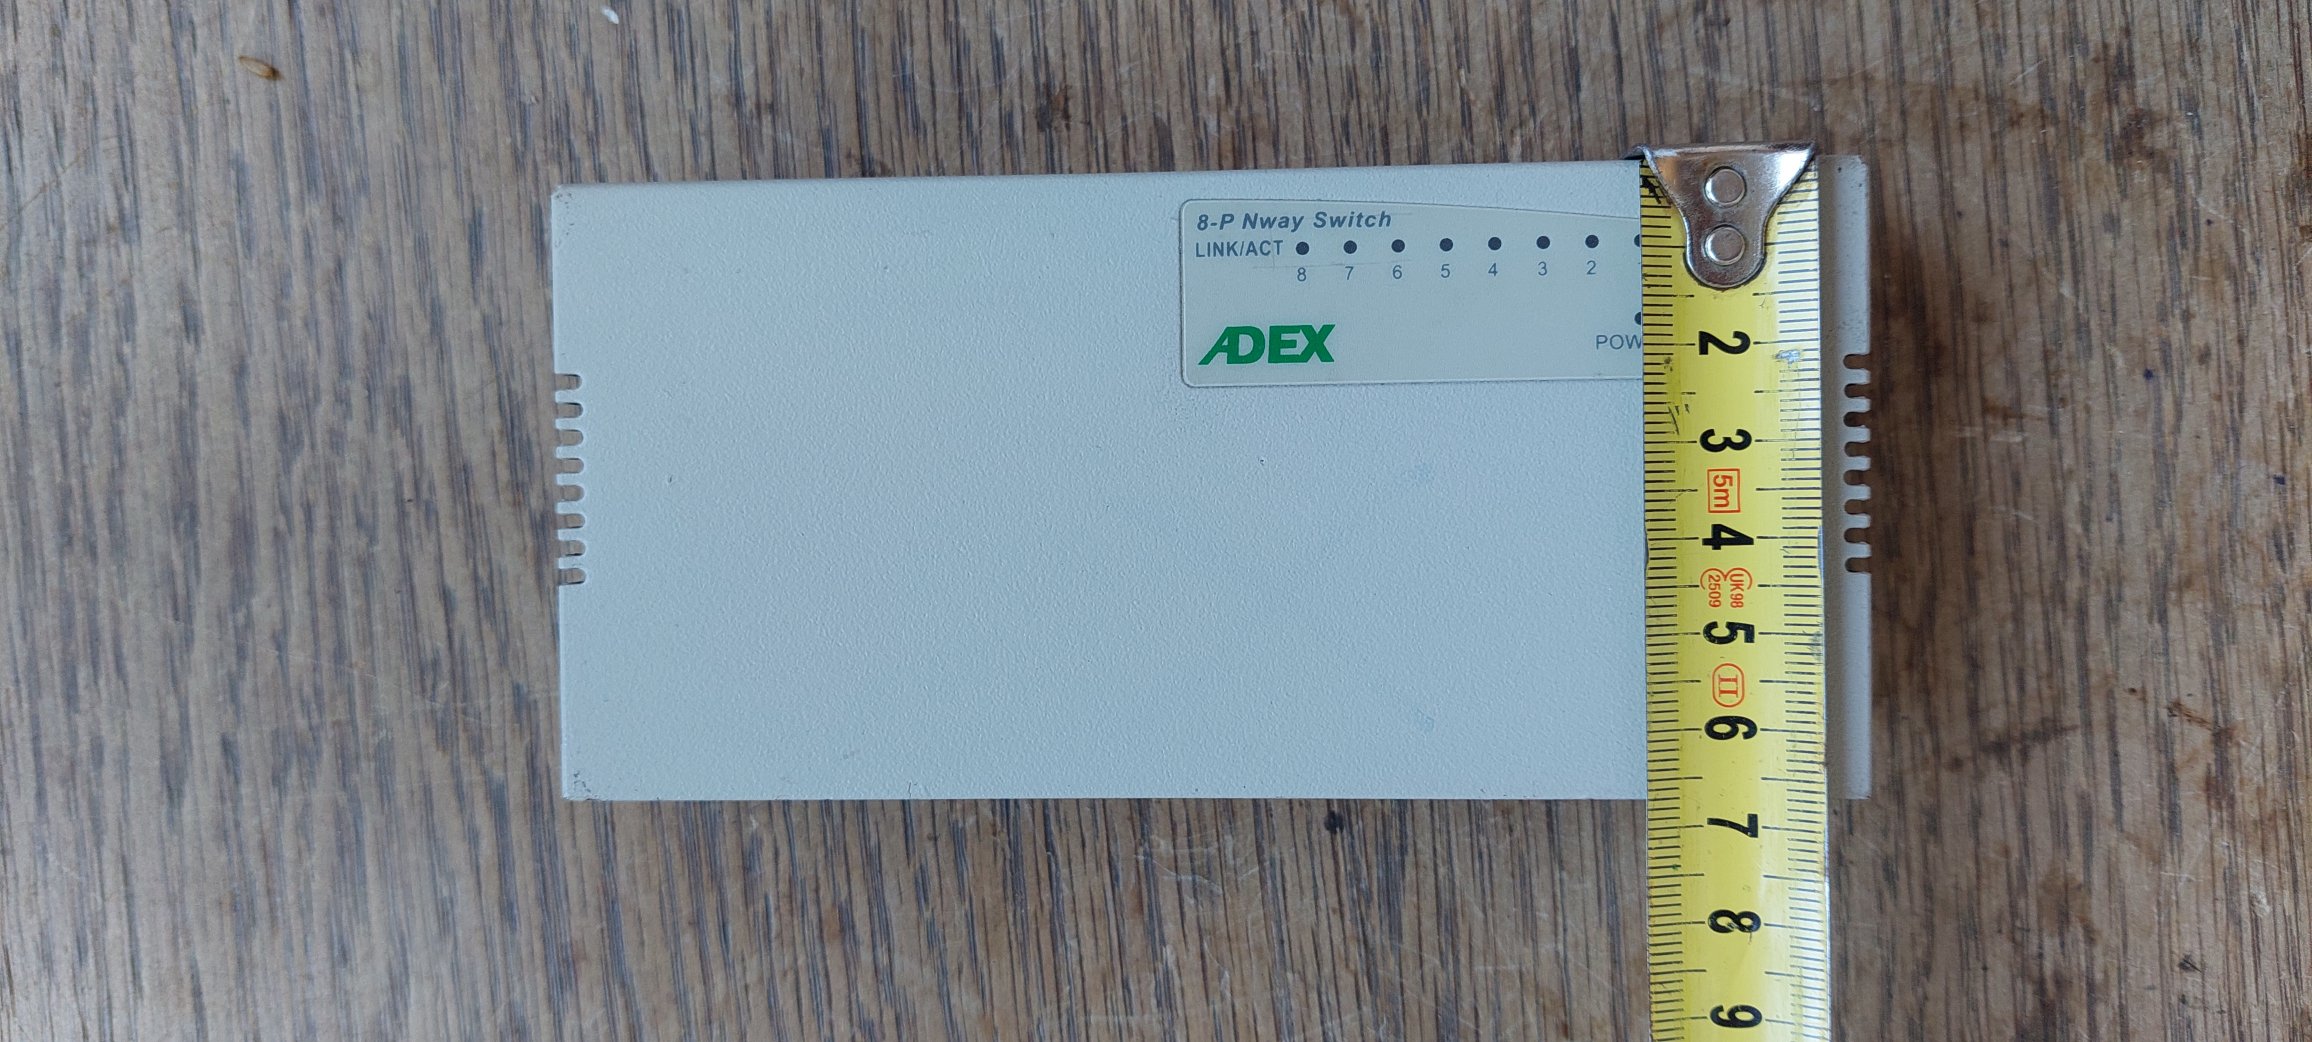 8-P Nway Switch
LINK/ACT
8 7 6 5 4 3 2
ADEX
POW
2
3
5m
4
UK98
2509
5
II
6
7
8
9